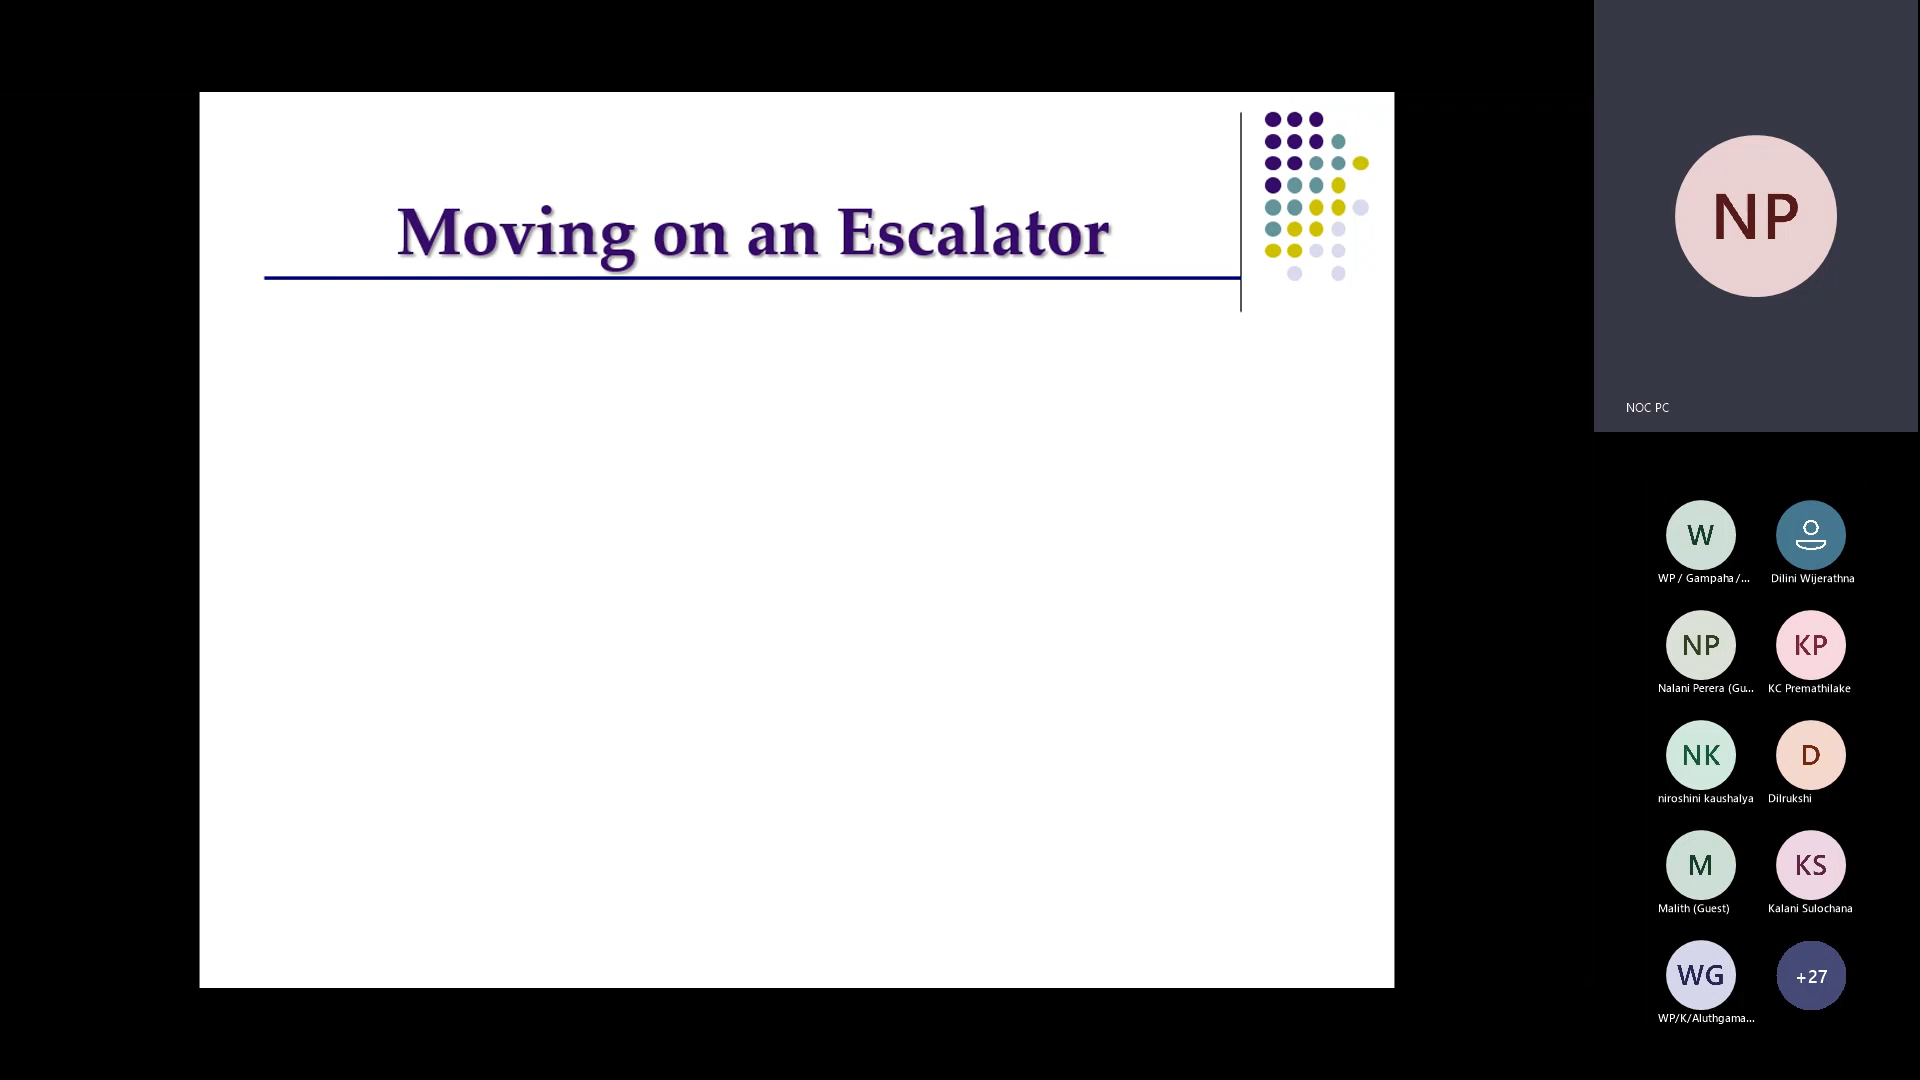 Moving on an Escalator
NP
NOC PC
W
WP / Gampaha /...
Dilini Wijerathna
NP
Nalani Perera (Gu...
KP
KC Premathilake
NK
niroshini kaushalya
D
Dilrukshi
M
Malith (Guest)
KS
Kalani Sulochana
WG
WP/K/Aluthgama...
+27